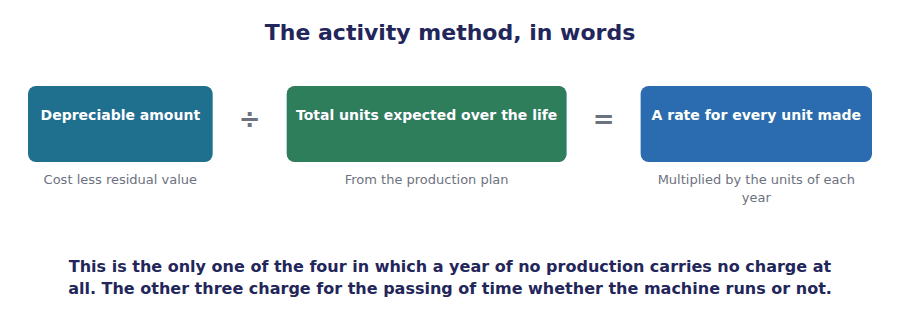 The activity method, in words
Depreciable amount
÷
Total units expected over the life
=
A rate for every unit made
Cost less residual value
From the production plan
Multiplied by the units of each
year
This is the only one of the four in which a year of no production carries no charge at
all. The other three charge for the passing of time whether the machine runs or not.